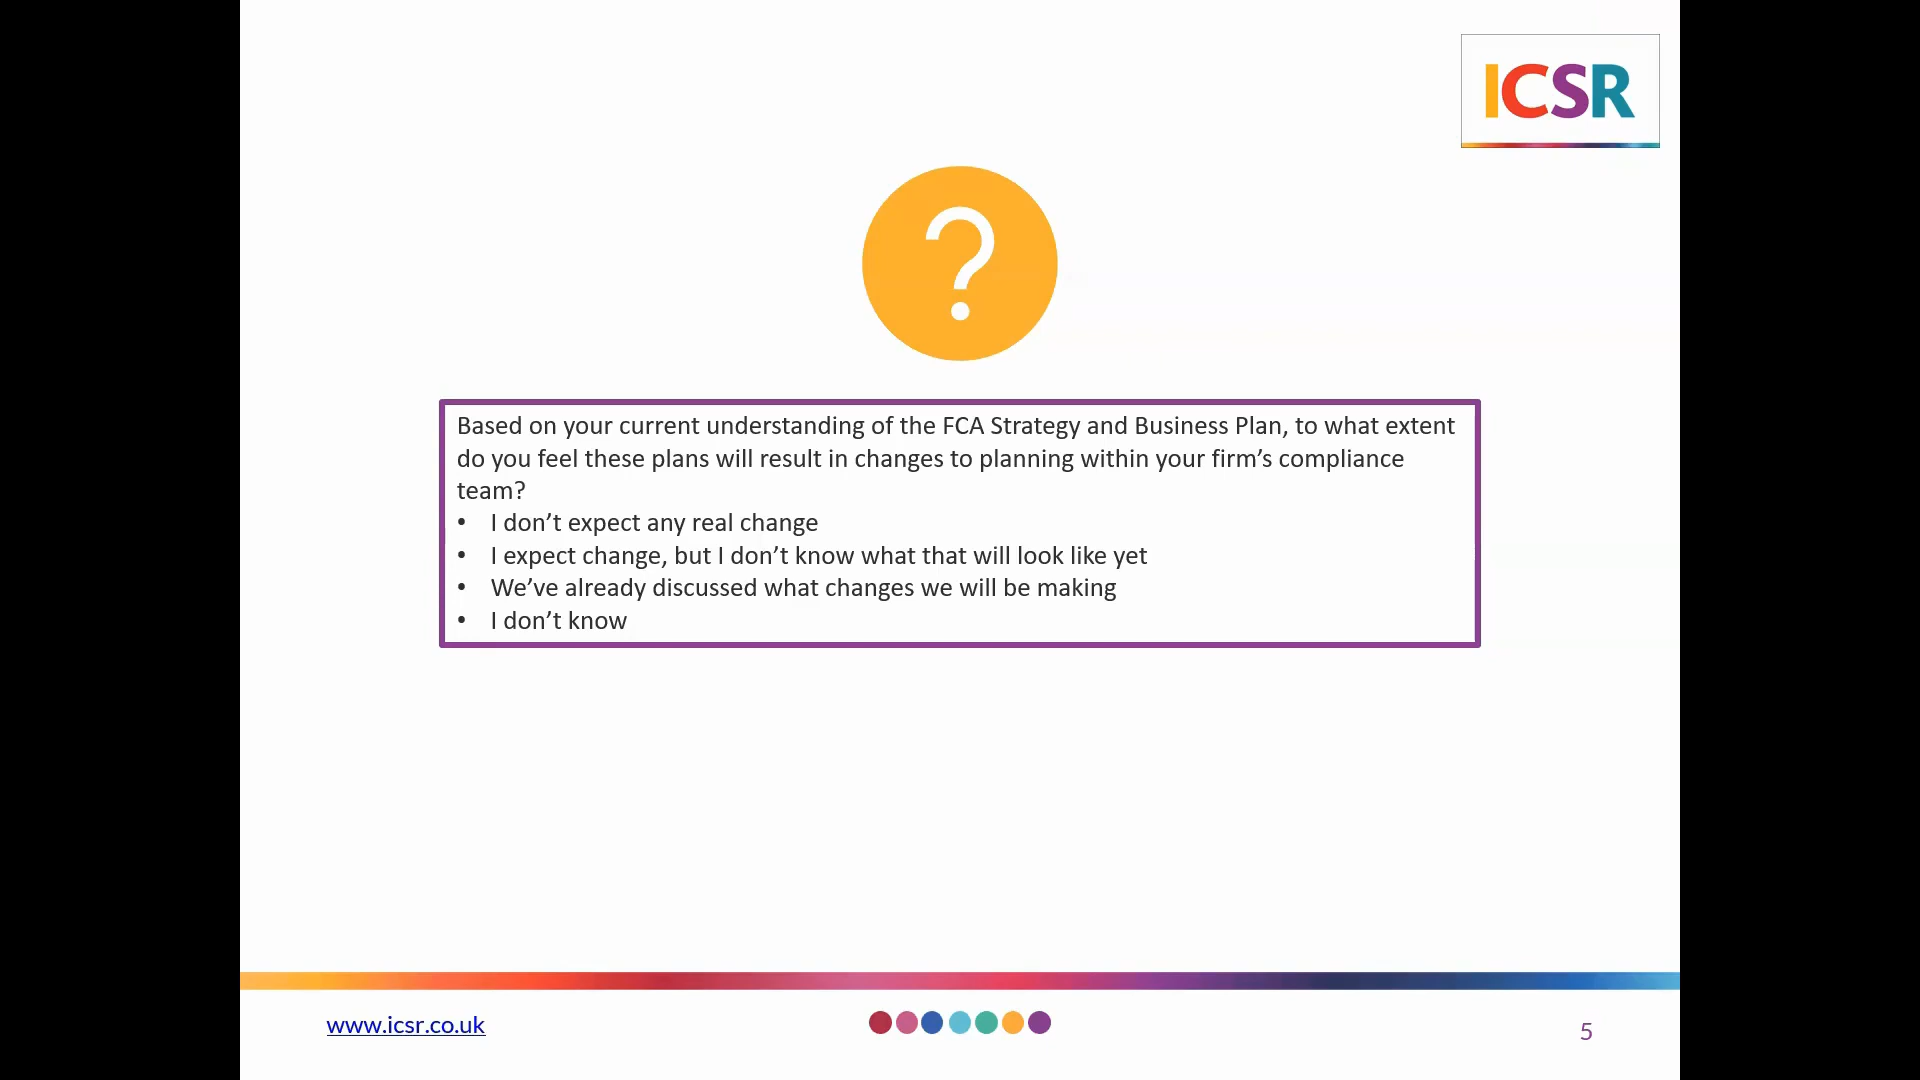 ICSR
?
Based on your current understanding of the FCA Strategy and Business Plan, to what extent
do you feel these plans will result in changes to planning within your firm’s compliance
team?
• I don’t expect any real change
• I expect change, but I don’t know what that will look like yet
• We’ve already discussed what changes we will be making
• I don’t know
www.icsr.co.uk
5